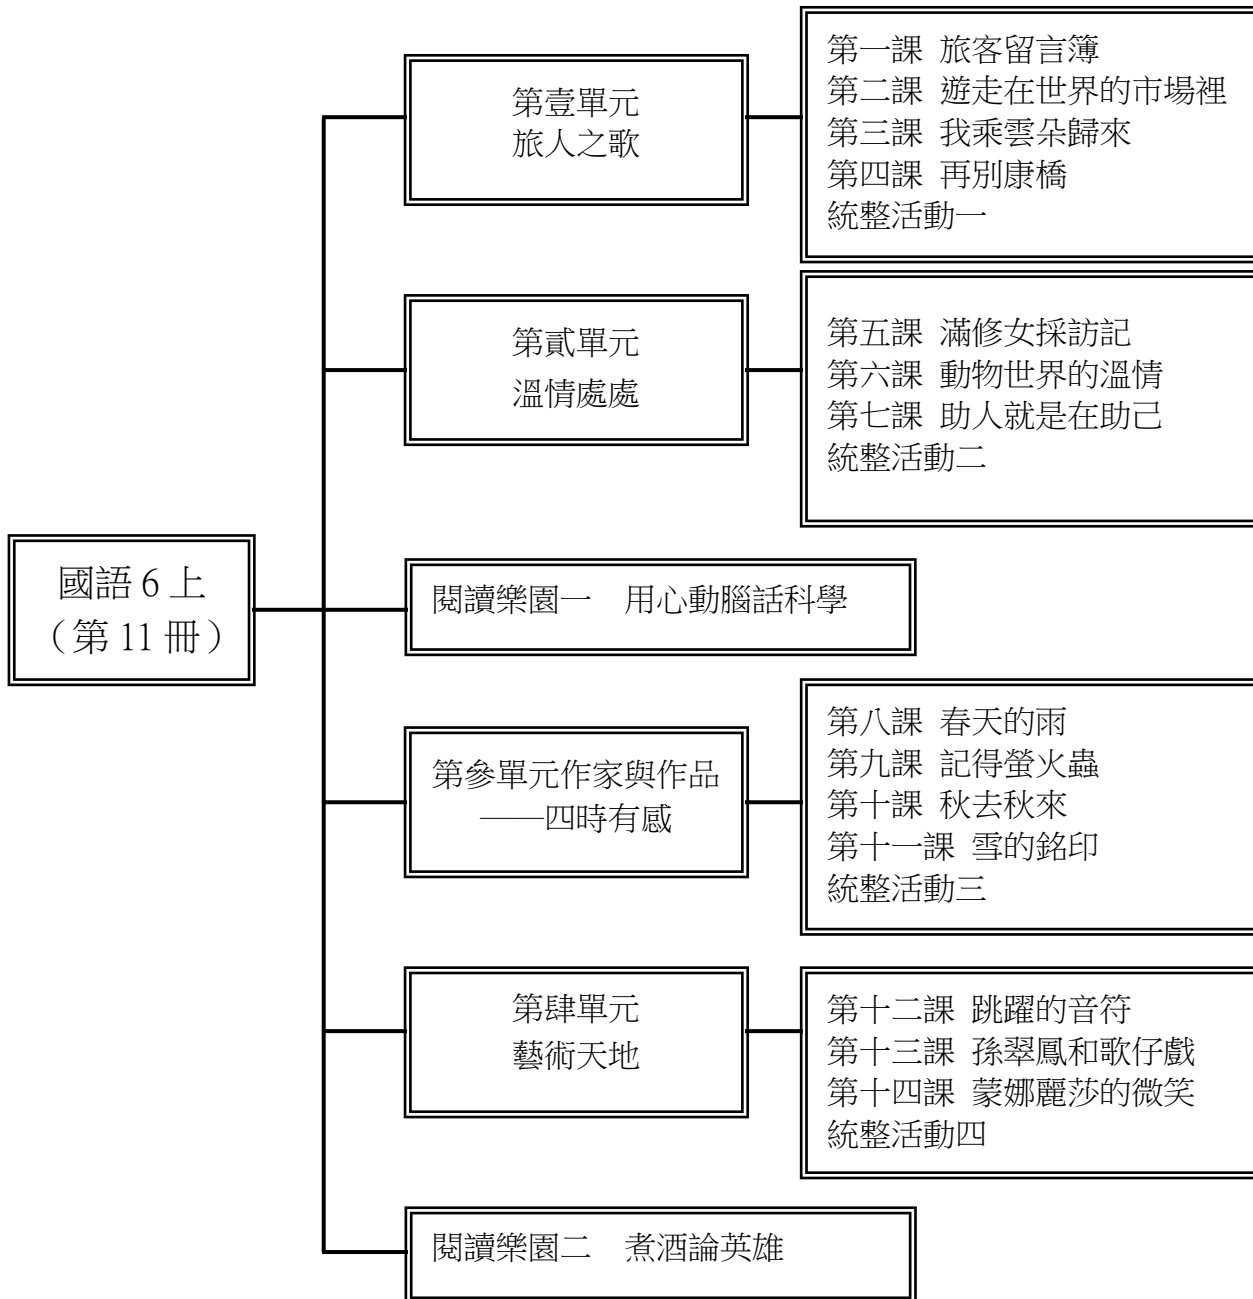 國語 6 上
（第 11 冊）
第壹單元
旅人之歌
第一課 旅客留言簿
第二課 遊走在世界的市場裡
第三課 我乘雲朵歸來
第四課 再別康橋
統整活動一
第貳單元
溫情處處
第五課 滿修女採訪記
第六課 動物世界的溫情
第七課 助人就是在助己
統整活動二
閱讀樂園一　用心動腦話科學
第參單元作家與作品
——四時有感
第八課 春天的雨
第九課 記得螢火蟲
第十課 秋去秋來
第十一課 雪的銘印
統整活動三
第肆單元
藝術天地
第十二課 跳躍的音符
第十三課 孫翠鳳和歌仔戲
第十四課 蒙娜麗莎的微笑
統整活動四
閱讀樂園二　煮酒論英雄